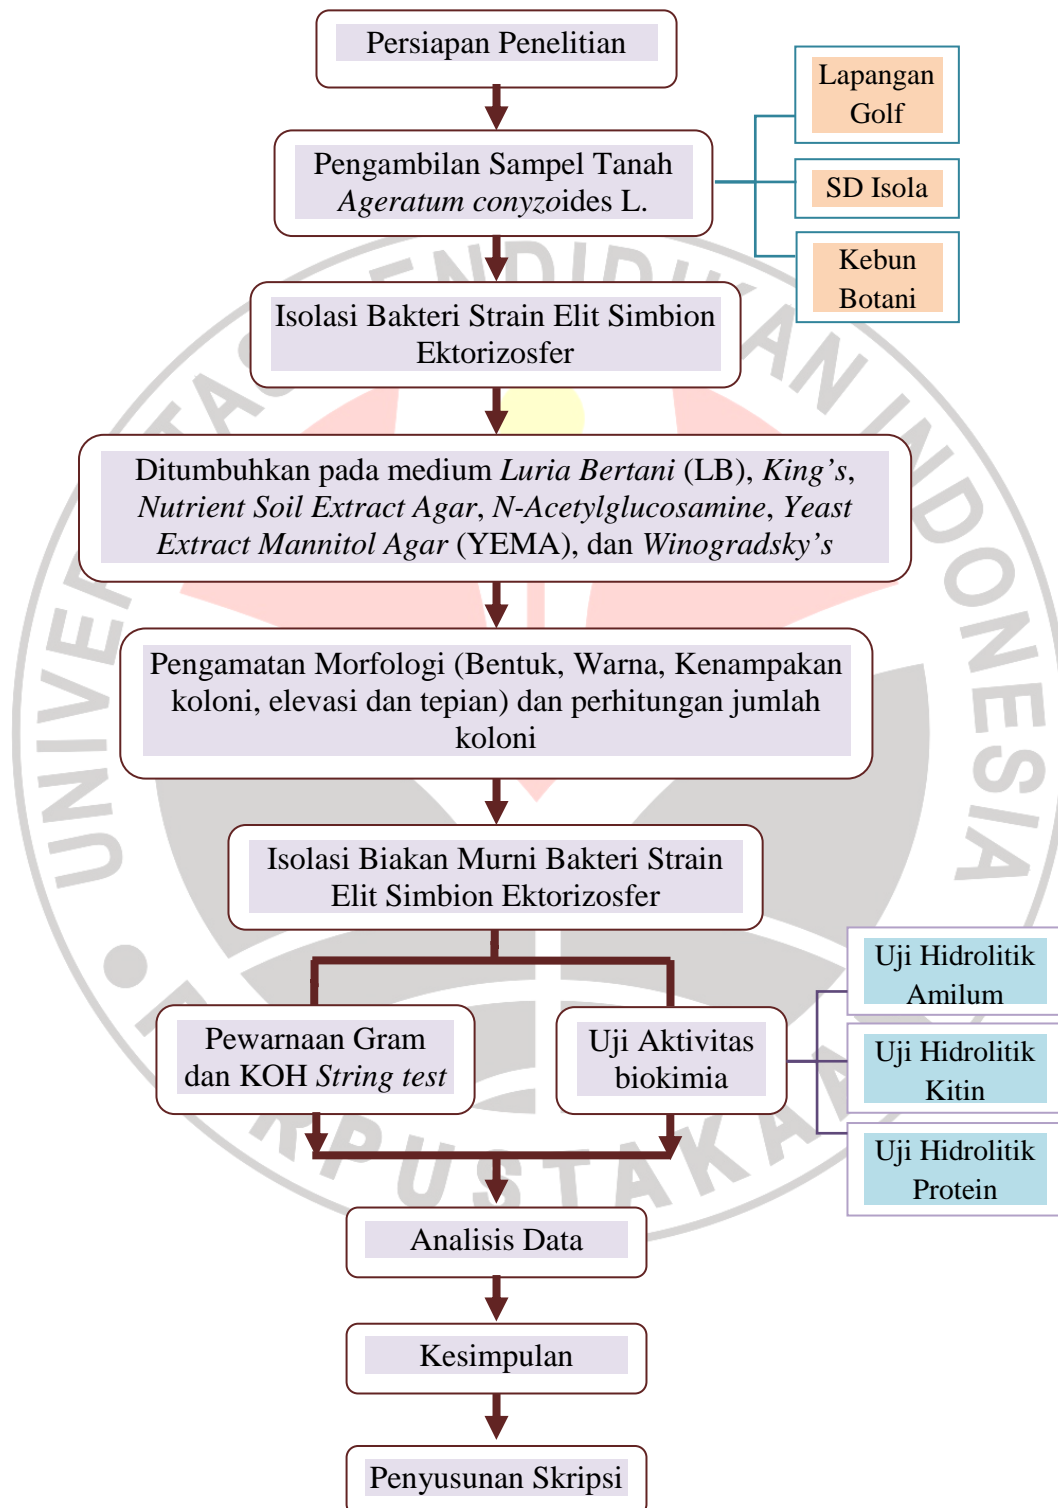 Persiapan Penelitian
Pengambilan Sampel Tanah
Ageratum conyzoides L.
Lapangan
Golf
SD Isola
Kebun
Botani
Isolasi Bakteri Strain Elit Simbion
Ektorizosfer
Ditumbuhkan pada medium Luria Bertani (LB), King’s,
Nutrient Soil Extract Agar, N-Acetylglucosamine, Yeast
Extract Mannitol Agar (YEMA), dan Winogradsky’s
Pengamatan Morfologi (Bentuk, Warna, Kenampakan
koloni, elevasi dan tepian) dan perhitungan jumlah
koloni
Isolasi Biakan Murni Bakteri Strain
Elit Simbion Ektorizosfer
Pewarnaan Gram
dan KOH String test
Uji Aktivitas
biokimia
Uji Hidrolitik
Amilum
Uji Hidrolitik
Kitin
Uji Hidrolitik
Protein
Analisis Data
Kesimpulan
Penyusunan Skripsi
UNIVERSITAS PENDIDIKAN INDONESIA
PERPUSTAKAAN